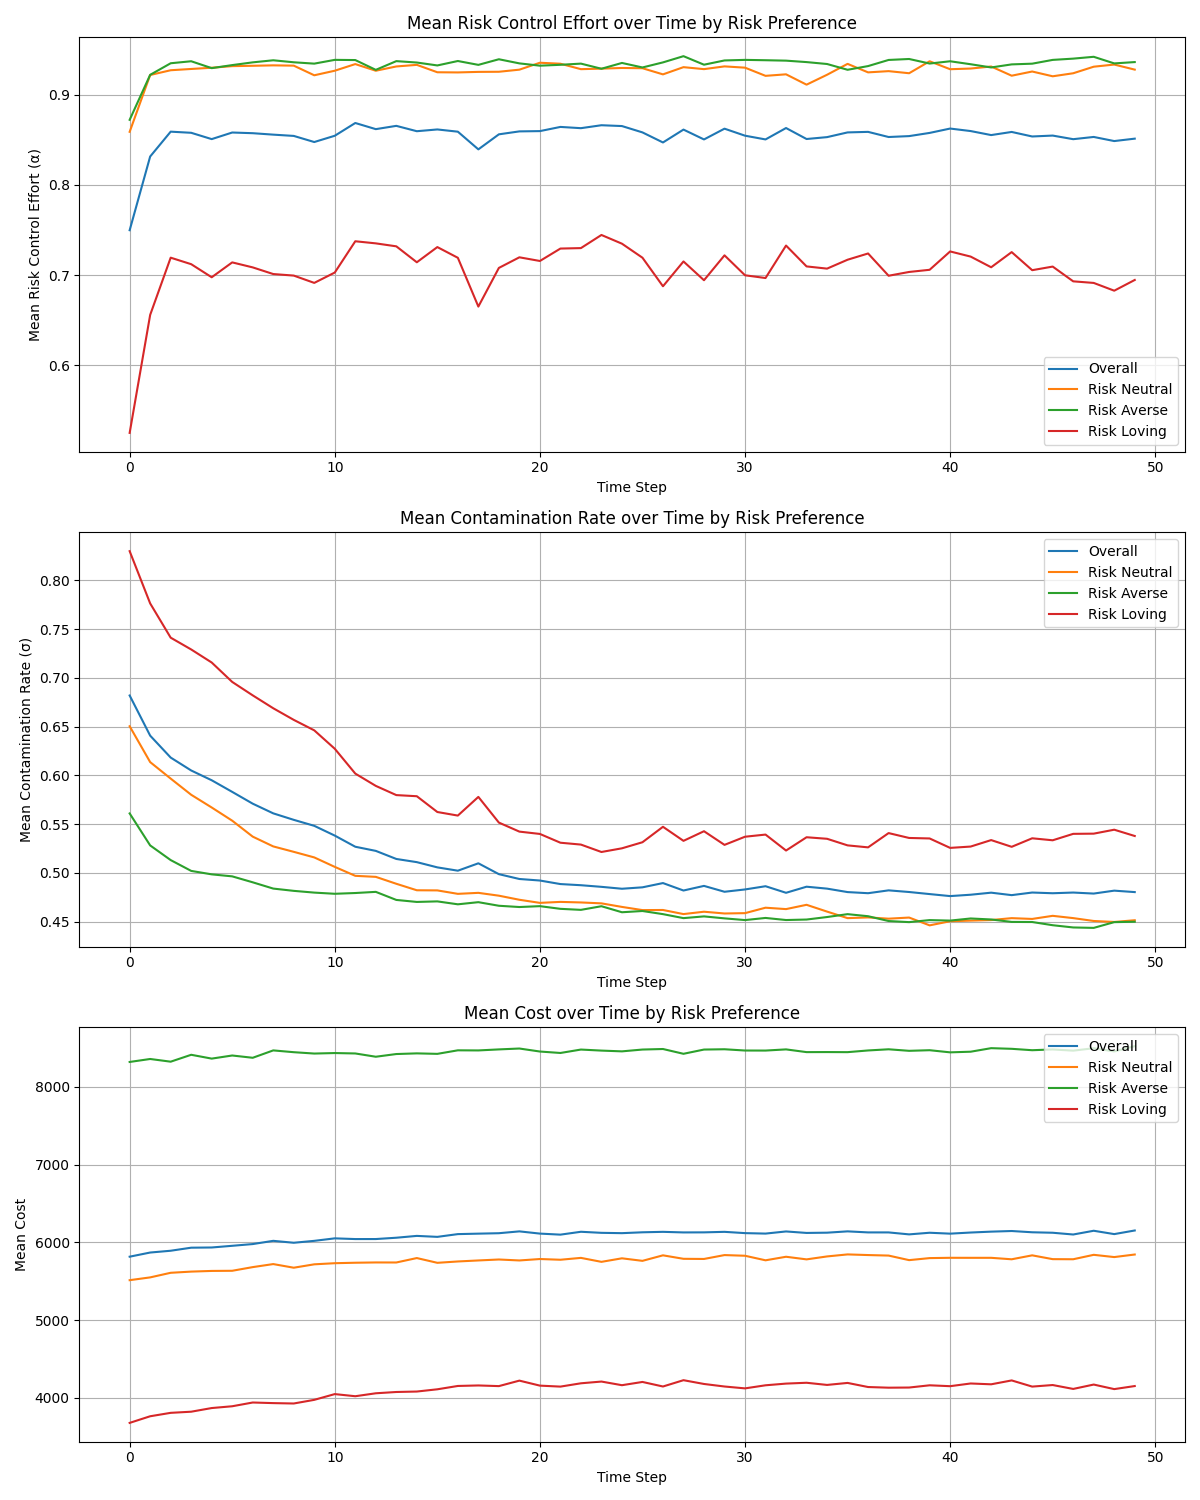 Mean Risk Control Effort over Time by Risk Preference
Mean Risk Control Effort (α)
0.9
0.8
0.7
0.6
0 10 20 30 40 50
Time Step
Overall
Risk Neutral
Risk Averse
Risk Loving
Mean Contamination Rate over Time by Risk Preference
Mean Contamination Rate (σ)
0.80
0.75
0.70
0.65
0.60
0.55
0.50
0.45
0 10 20 30 40 50
Time Step
Overall
Risk Neutral
Risk Averse
Risk Loving
Mean Cost over Time by Risk Preference
Mean Cost
8000
7000
6000
5000
4000
0 10 20 30 40 50
Time Step
Overall
Risk Neutral
Risk Averse
Risk Loving